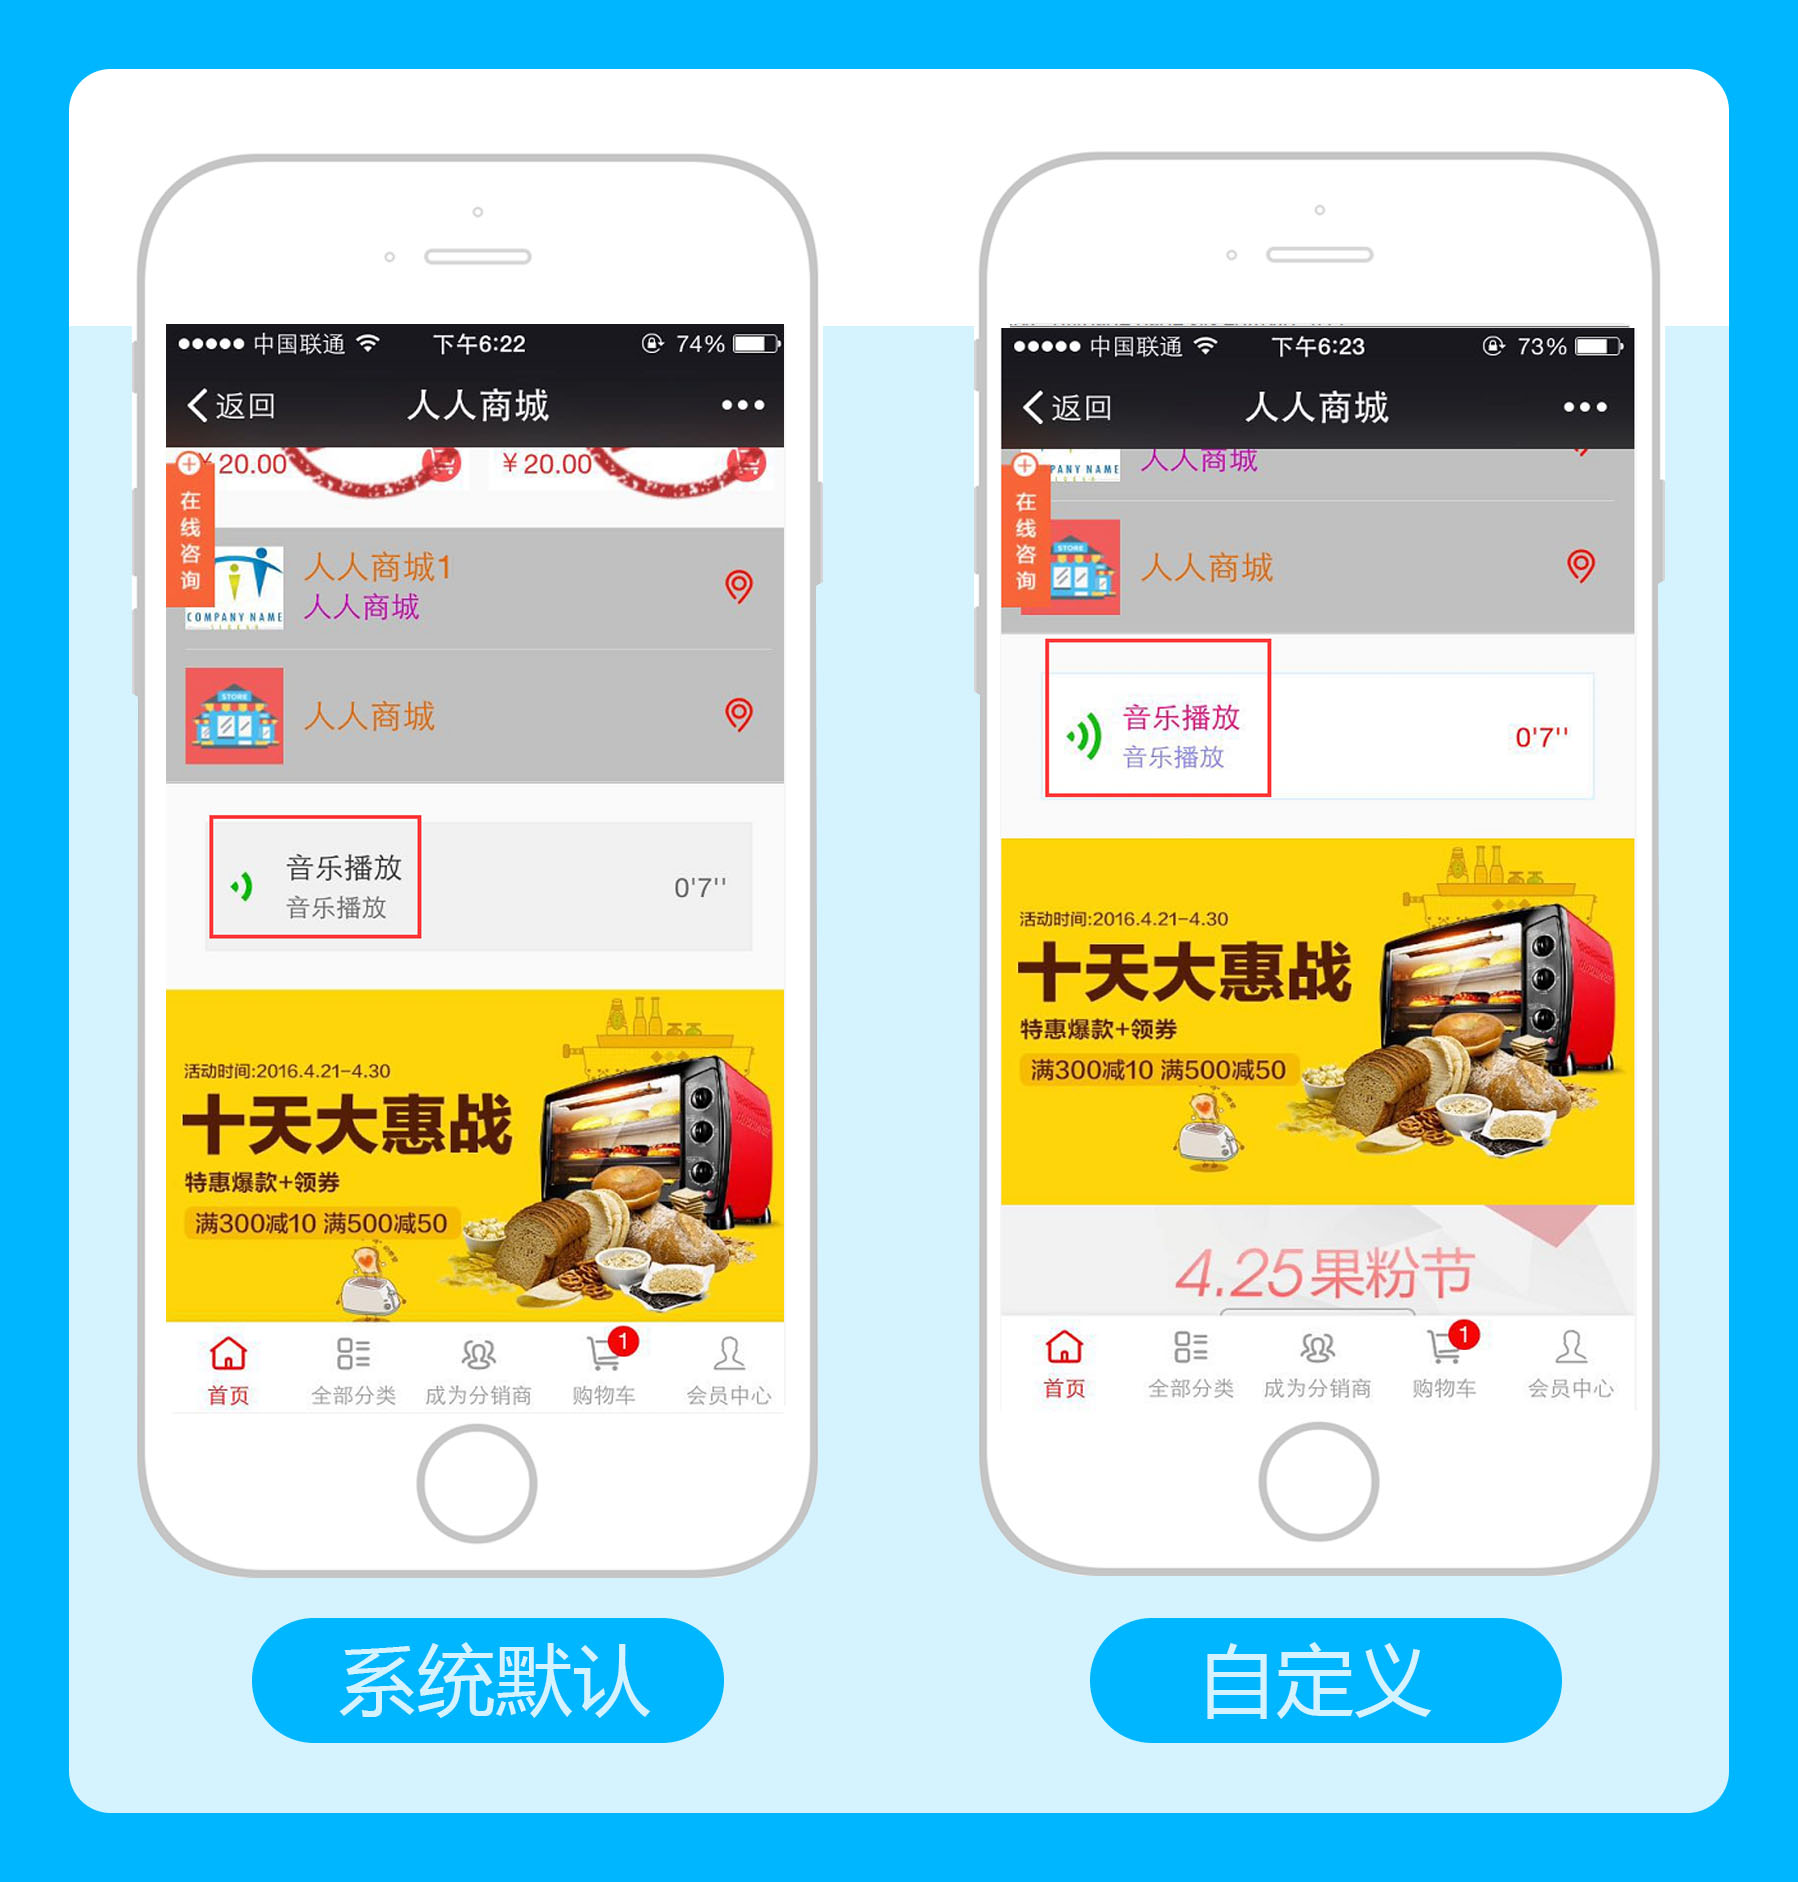 中国联通
下午6:22
74%
返回
人人商城
¥20.00
¥20.00
在线咨询
COMPANY NAME
人人商城1
人人商城
STORE
人人商城
音乐播放
音乐播放
0'7''
活动时间:2016.4.21-4.30
十天大惠战
特惠爆款+领券
满300减10 满500减50
首页
全部分类
成为分销商
1
购物车
会员中心
系统默认
中国联通
下午6:23
73%
返回
人人商城
PANY NAME
人人商城
在线咨询
STORE
人人商城
音乐播放
音乐播放
0'7''
活动时间:2016.4.21-4.30
十天大惠战
特惠爆款+领券
满300减10 满500减50
4.25果粉节
首页
全部分类
成为分销商
1
购物车
会员中心
自定义